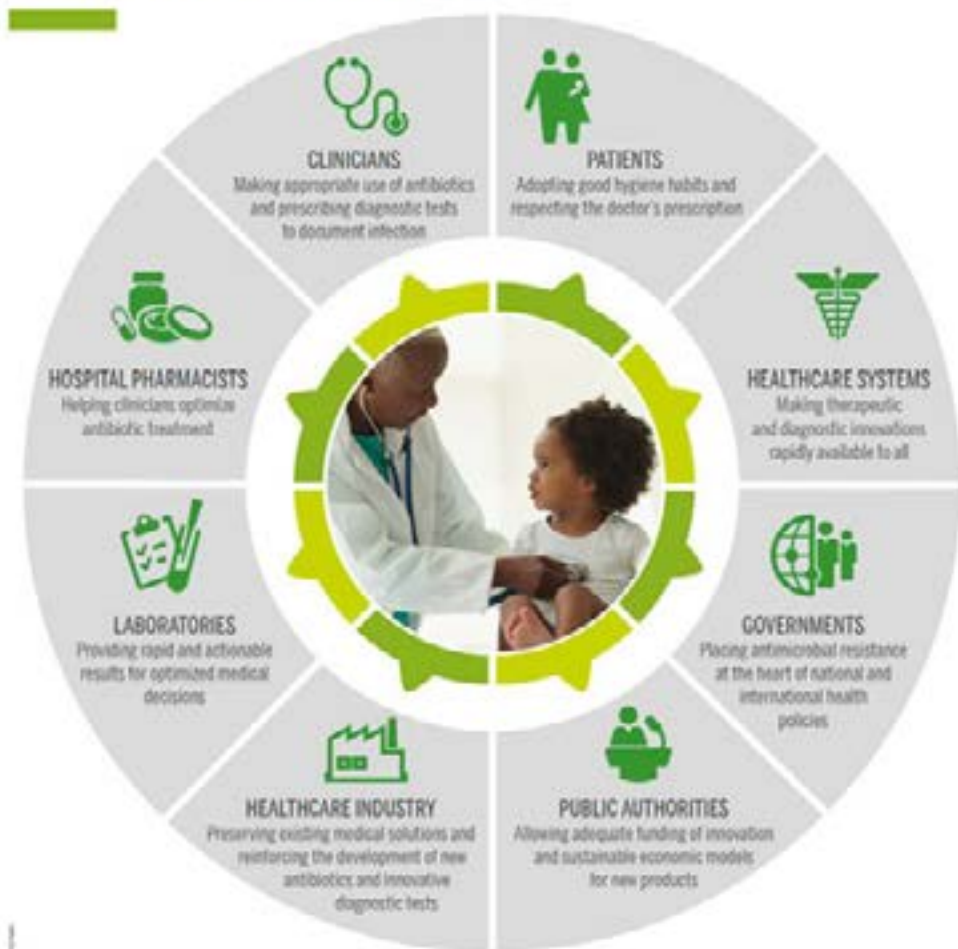 CLINICIANS
Making appropriate use of antibiotics
and prescribing diagnostic tests
to document infection
PATIENTS
Adopting good hygiene habits and
respecting the doctor's prescription
HEALTHCARE SYSTEMS
Making therapeutic
and diagnostic innovations
rapidly available to all
GOVERNMENTS
Placing antimicrobial resistance
at the heart of national and
international health
policies
PUBLIC AUTHORITIES
Allowing adequate funding of innovation
and sustainable economic models
for new products
HEALTHCARE INDUSTRY
Preserving existing medical solutions and
reinforcing the development of new
antibiotics and innovative
diagnostic tests
LABORATORIES
Providing rapid and actionable
results for optimized medical
decisions
HOSPITAL PHARMACISTS
Helping clinicians optimize
antibiotic treatment